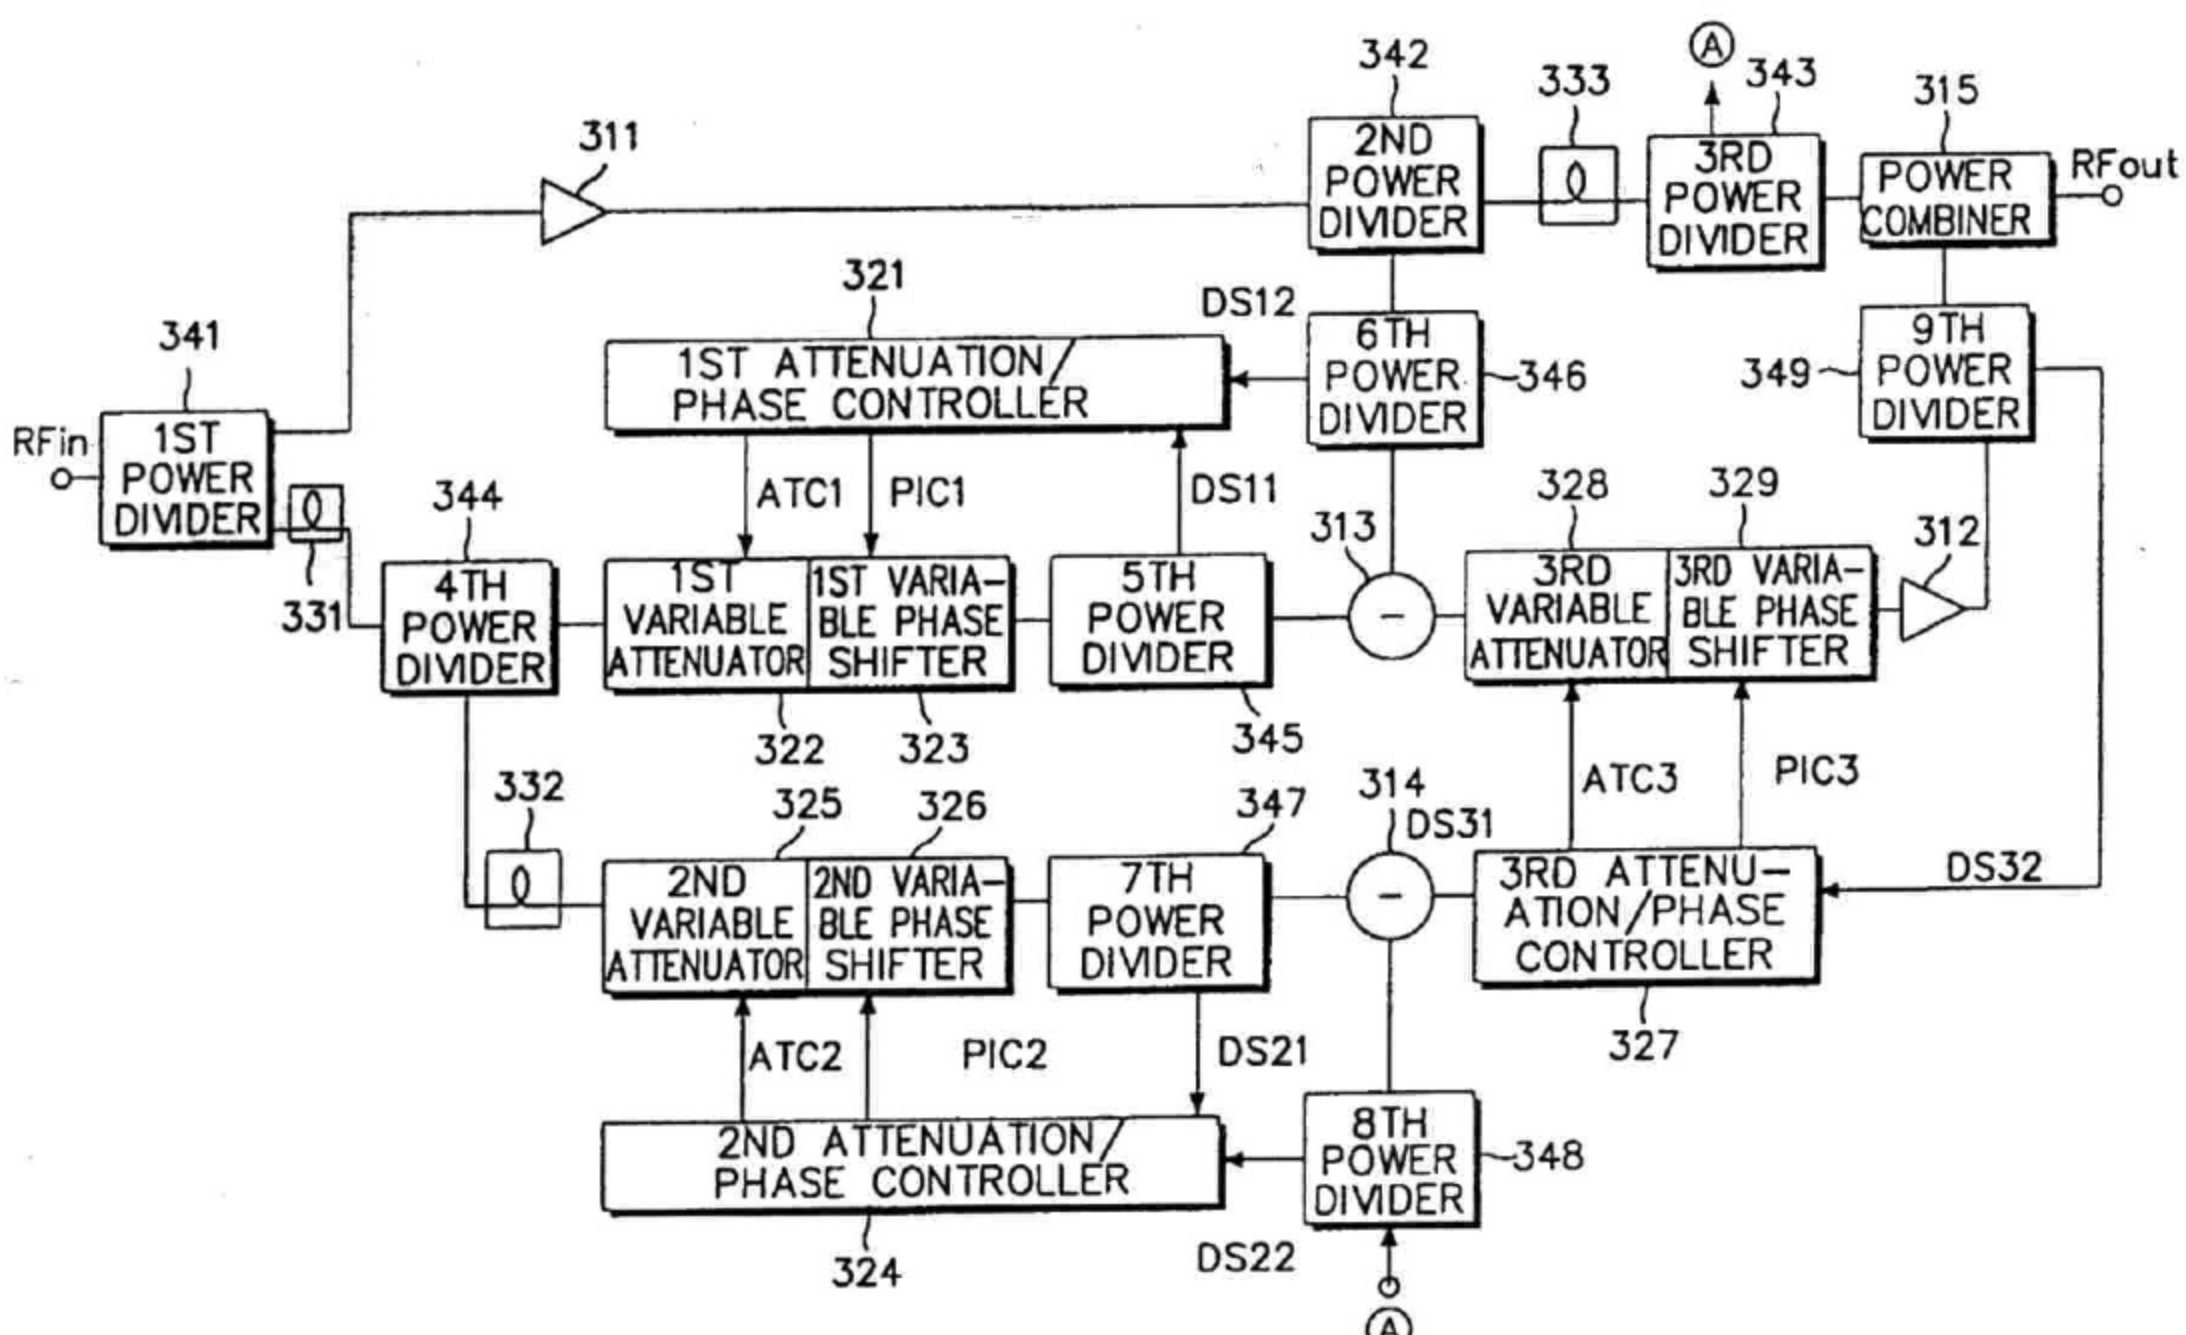 342
333
A
343
315
311
2ND
POWER
DIVIDER
3RD
POWER
DIVIDER
POWER
COMBINER
RFout
321
DS12
341
1ST ATTENUATION/
PHASE CONTROLLER
6TH
POWER
DIVIDER
346
349
9TH
POWER
DIVIDER
RFin
1ST
POWER
DIVIDER
344
ATC1
PIC1
DS11
313
328
329
312
331
4TH
POWER
DIVIDER
1ST
VARIABLE
ATTENUATOR
1ST VARIA-
BLE PHASE
SHIFTER
5TH
POWER
DIVIDER
-
3RD
VARIABLE
ATTENUATOR
3RD VARIA-
BLE PHASE
SHIFTER
322
323
345
332
325
326
347
314
DS31
ATC3
PIC3
2ND
VARIABLE
ATTENUATOR
2ND VARIA-
BLE PHASE
SHIFTER
7TH
POWER
DIVIDER
-
3RD ATTENU-
ATION/PHASE
CONTROLLER
DS32
327
ATC2
PIC2
DS21
2ND ATTENUATION/
PHASE CONTROLLER
8TH
POWER
DIVIDER
348
324
DS22
A